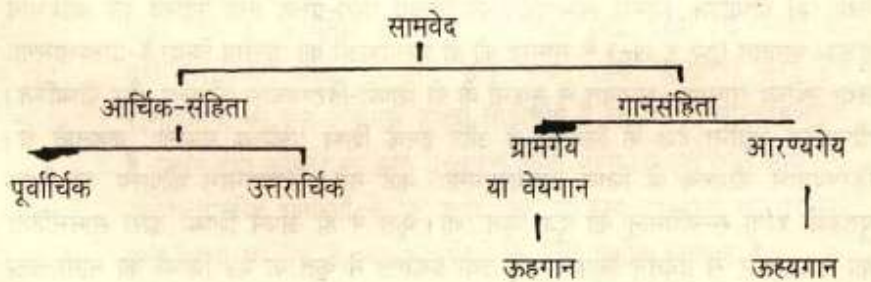 सामवेद
आर्चिक-संहिता गानसंहिता
ग्रामगेय आरण्यगेय
पूर्वार्चिक उत्तरार्चिक या वेयगान
ऊहगान ऊह्यगान